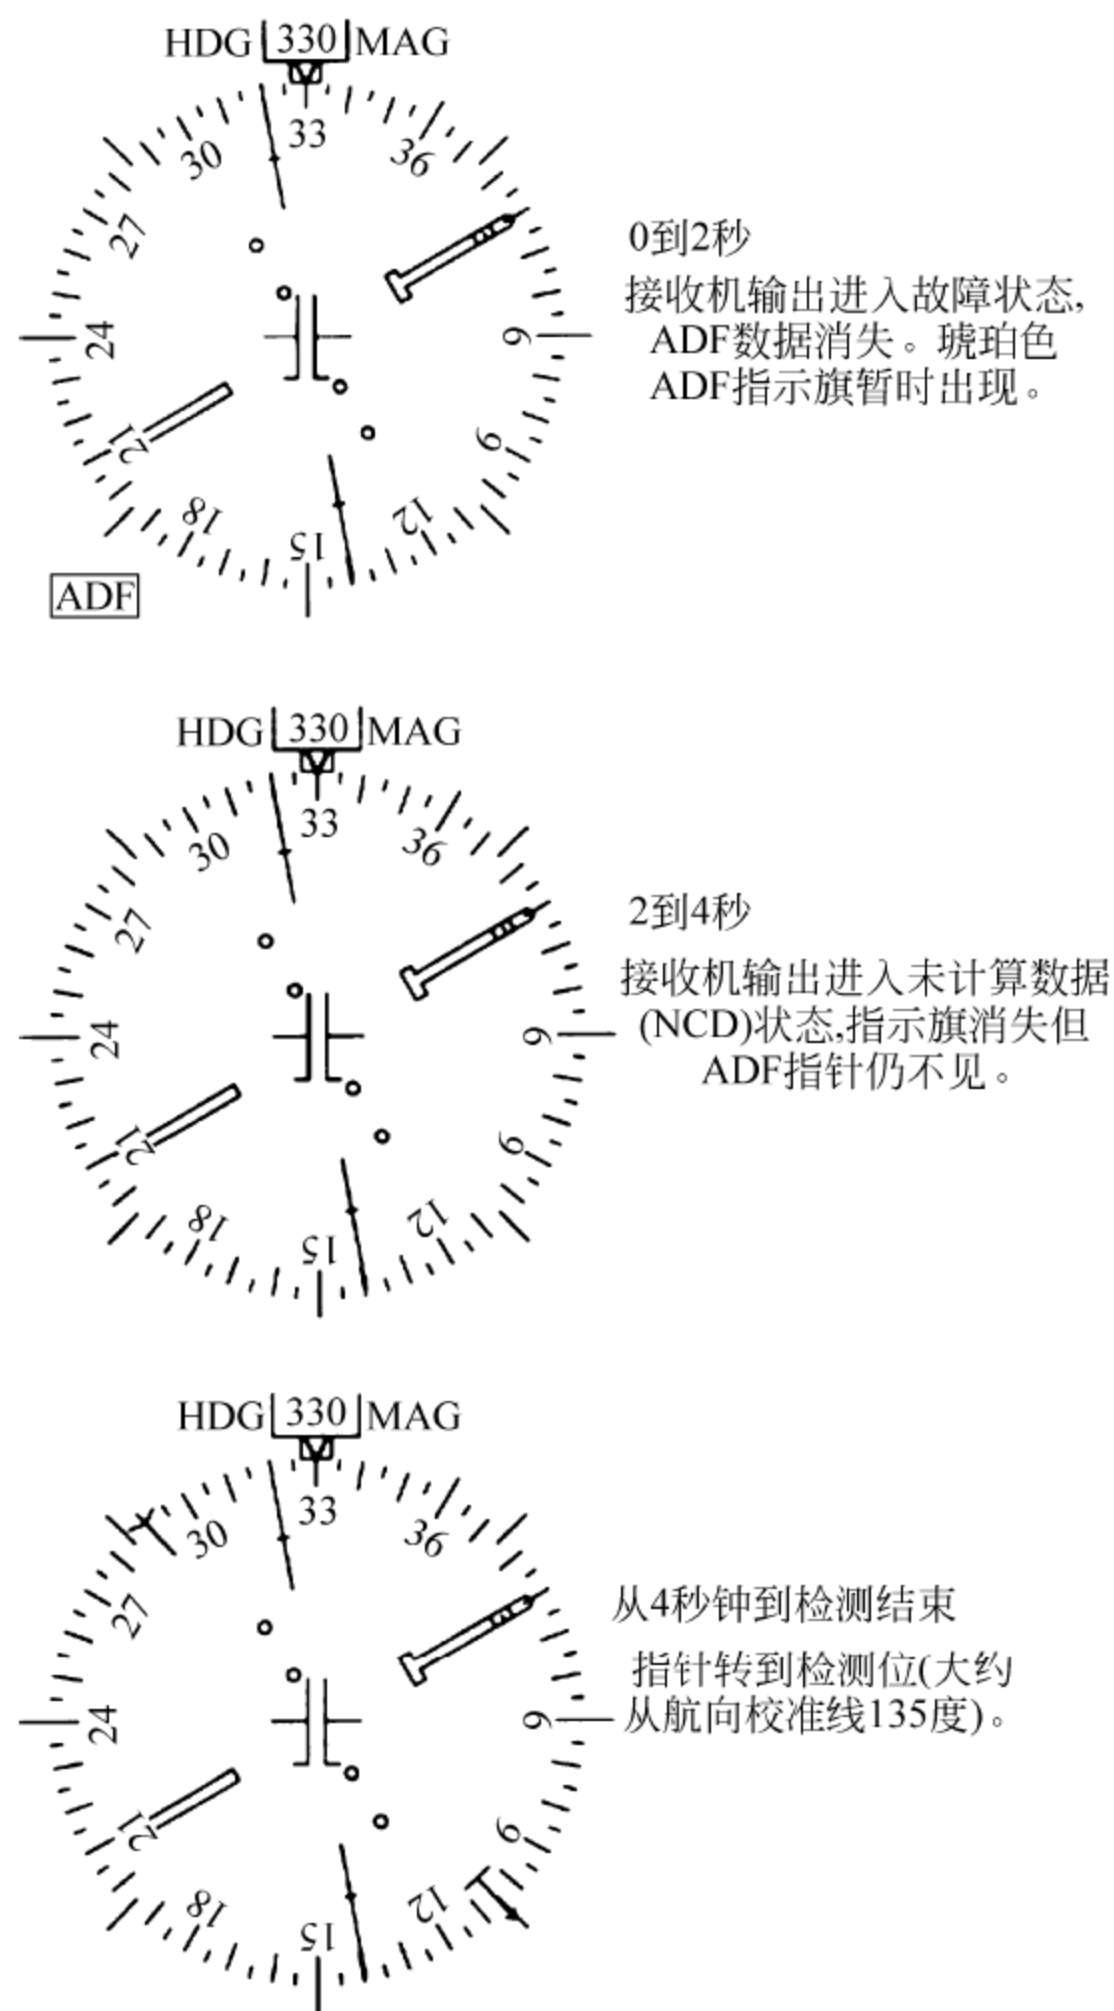 HDG 330 MAG
33
30
36
27
24
6
21
9
18
12
15
ADF
0到2秒
接收机输出进入故障状态,
ADF数据消失。琥珀色
ADF指示旗暂时出现。
HDG 330 MAG
33
30
36
27
24
6
21
9
18
12
15
2到4秒
接收机输出进入未计算数据
(NCD)状态,指示旗消失但
ADF指针仍不见。
HDG 330 MAG
33
30
36
27
24
6
21
9
18
12
15
从4秒钟到检测结束
指针转到检测位(大约
从航向校准线135度)。